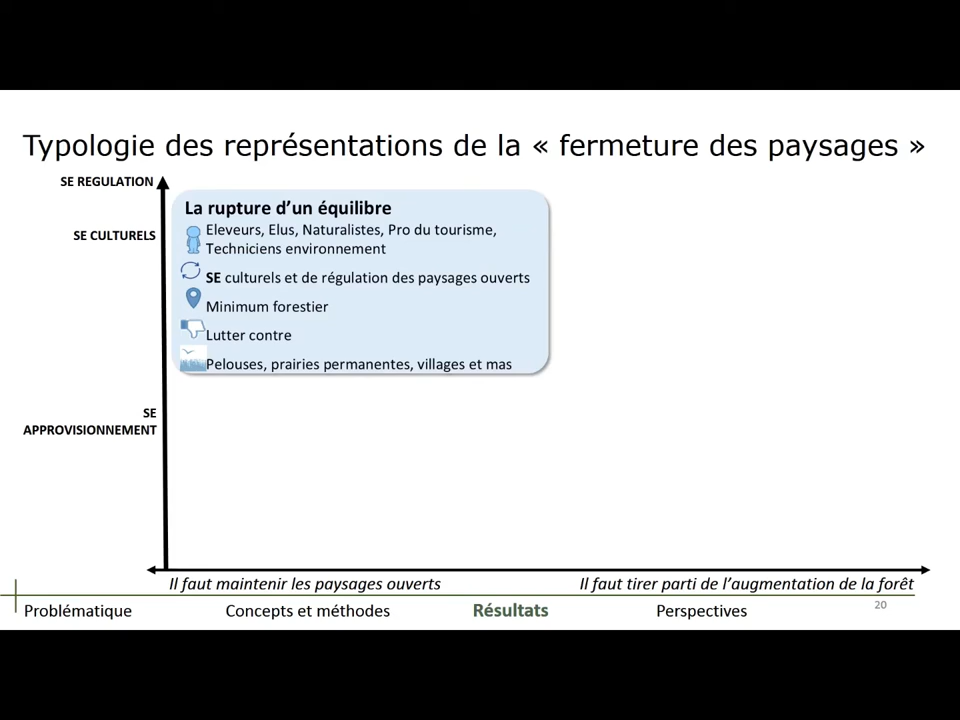 Typologie des représentations de la « fermeture des paysages »
SE REGULATION
La rupture d’un équilibre
SE CULTURELS
Eleveurs, Elus, Naturalistes, Pro du tourisme,
Techniciens environnement
SE culturels et de régulation des paysages ouverts
Minimum forestier
Lutter contre
Pelouses, prairies permanentes, villages et mas
SE
APPROVISIONNEMENT
Il faut maintenir les paysages ouverts
Il faut tirer parti de l’augmentation de la forêt
Problématique
Concepts et méthodes
Résultats
Perspectives
20